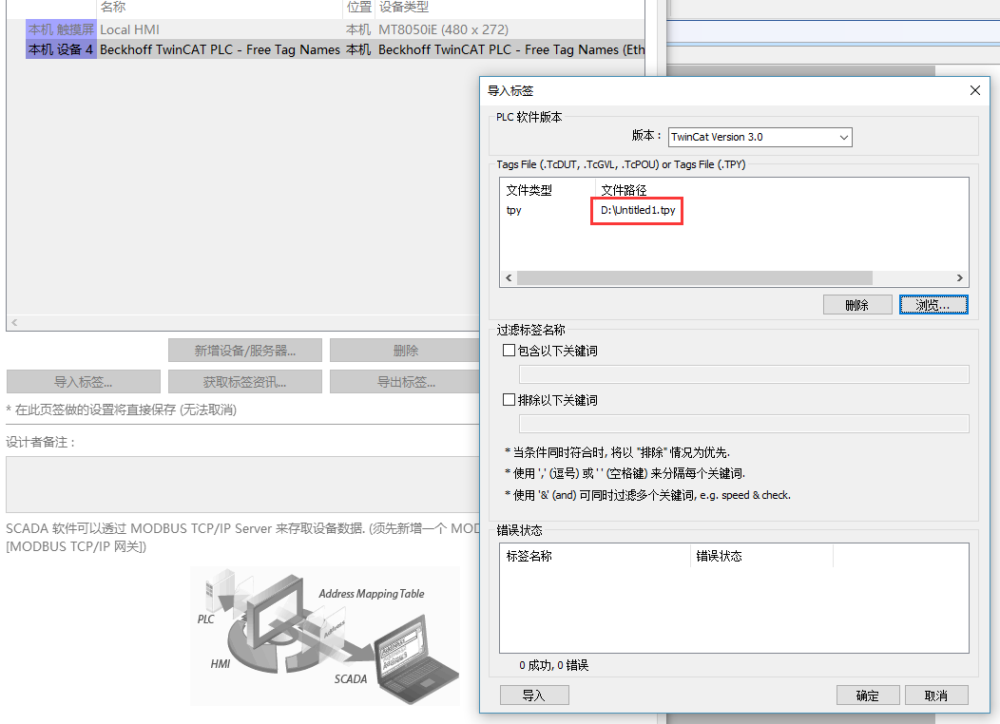 名称 位置 设备类型
本机 触摸屏 Local HMI 本机 MT8050iE (480 x 272)
本机 设备 4 Beckhoff TwinCAT PLC - Free Tag Names 本机 Beckhoff TwinCAT PLC - Free Tag Names (Eth
新增设备/服务器... 删除
导入标签... 获取标签资讯... 导出标签...
* 在此页签做的设置将直接保存 (无法取消)
设计者备注：
SCADA 软件可以透过 MODBUS TCP/IP Server 来存取设备数据. (须先新增一个 MOD
[MODBUS TCP/IP 网关])
Address Mapping Table
PLC
Address
HMI
SCADA
导入标签
PLC 软件版本
版本： TwinCat Version 3.0
Tags File (.TcDUT, .TcGVL, .TcPOU) or Tags File (.TPY)
文件类型 文件路径
tpy D:\Untitled1.tpy
删除 浏览...
过滤标签名称
包含以下关键词
排除以下关键词
* 当条件同时符合时, 将以 "排除" 情况为优先.
* 使用 ',' (逗号) 或 ' ' (空格键) 来分隔每个关键词.
* 使用 '&' (and) 可同时过滤多个关键词, e.g. speed & check.
错误状态
标签名称 错误状态
0 成功, 0 错误
导入 确定 取消